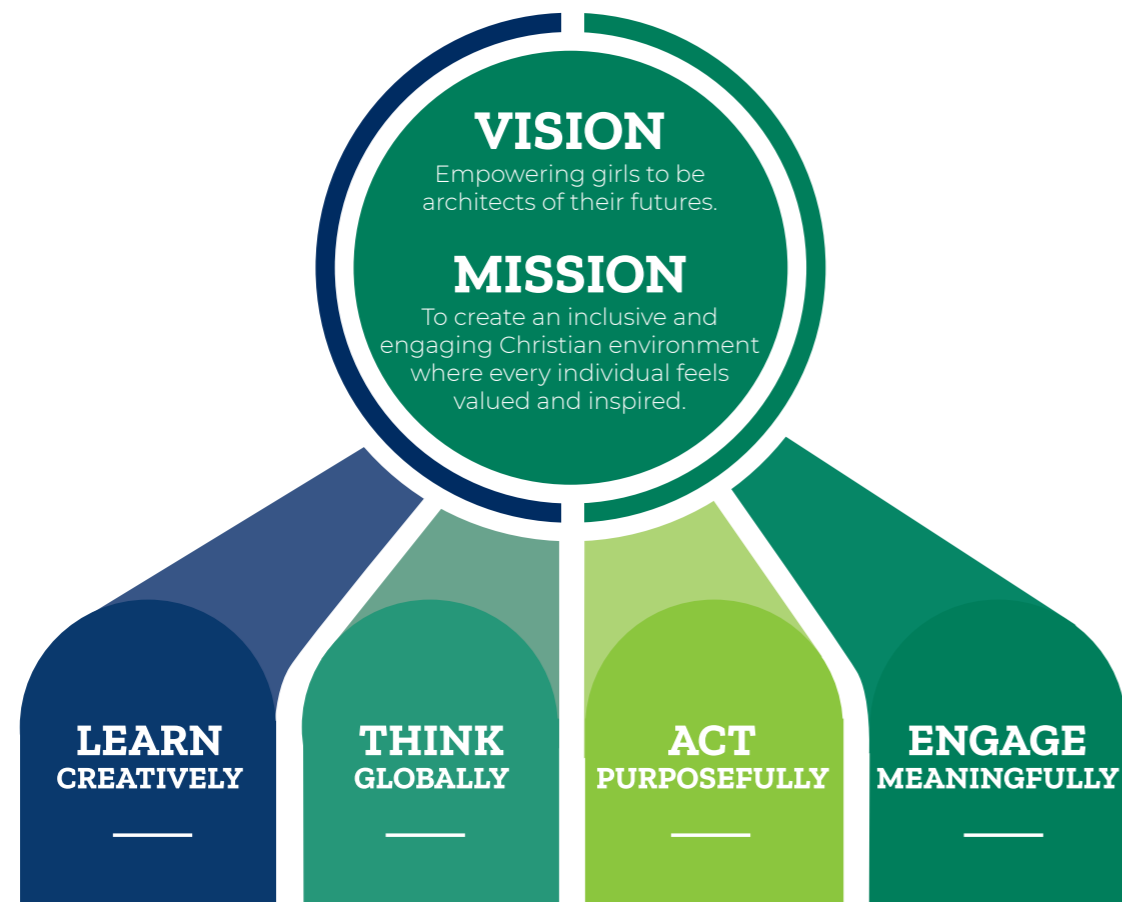 VISION
Empowering girls to be
architects of their futures.
MISSION
To create an inclusive and
engaging Christian environment
where every individual feels
valued and inspired.
LEARN
CREATIVELY
THINK
GLOBALLY
ACT
PURPOSEFULLY
ENGAGE
MEANINGFULLY